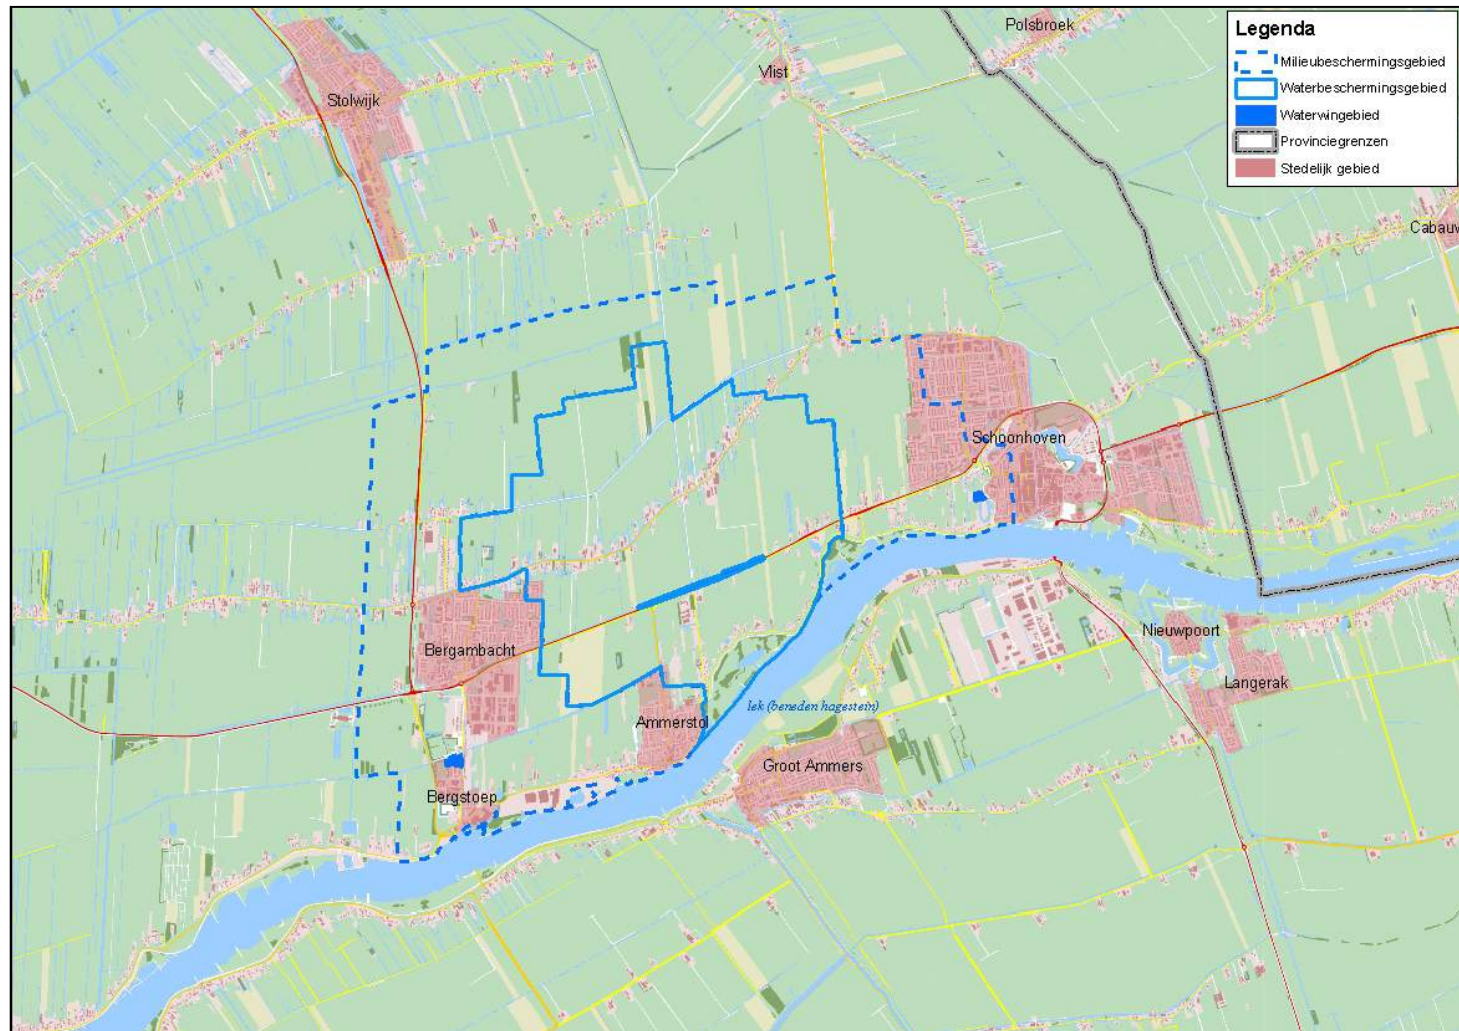 Polsbroek
Legenda
Milieubeschermingsgebied
Waterbeschermingsgebied
Waterwingebied
Provinciegrenzen
Stedelijk gebied
Vlist
Stolwijk
Cabauw
Schoonhoven
Bergambacht
Nieuwpoort
Langerak
Ammerstol
lek (beneden hagestein)
Groot Ammers
Bergstoep